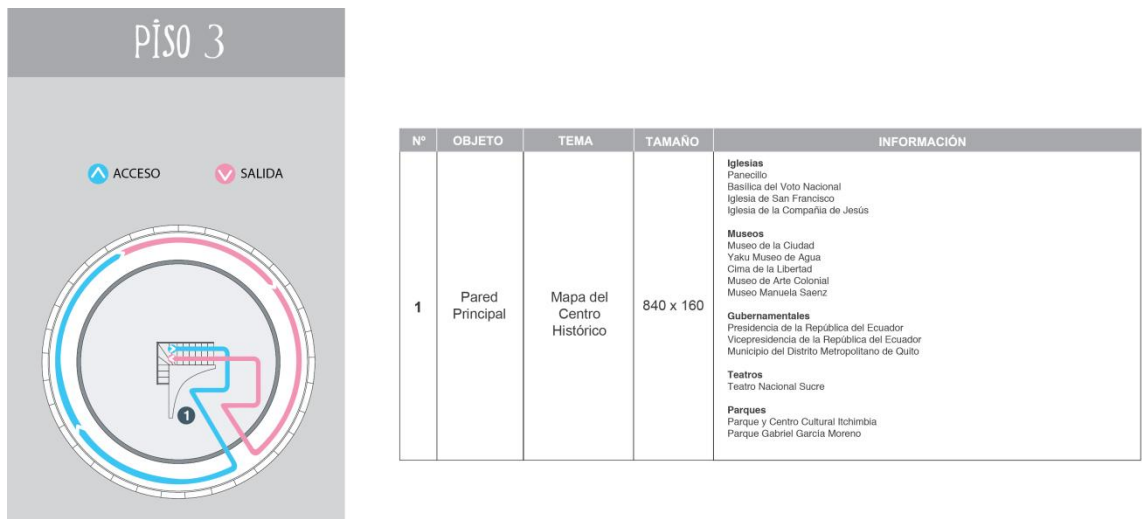 PISO 3
ACCESO SALIDA
1
Nº OBJETO TEMA TAMAÑO INFORMACIÓN
1
Pared
Principal
Mapa del
Centro
Histórico
840 x 160
Iglesias
Panecillo
Basilica del Voto Nacional
Iglesia de San Francisco
Iglesia de la Compañia de Jesús
Museos
Museo de la Ciudad
Yaku Museo de Agua
Cima de la Libertad
Museo de Arte Colonial
Museo Manuela Saenz
Gubernamentales
Presidencia de la República del Ecuador
Vicepresidencia de la República del Ecuador
Municipio del Distrito Metropolitano de Quito
Teatros
Teatro Nacional Sucre
Parques
Parque y Centro Cultural Itchimbia
Parque Gabriel García Moreno